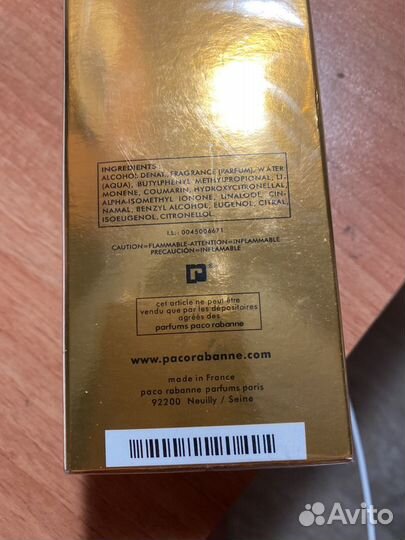 INGREDIENTS:
ALCOHOL DENAT., FRAGRANCE (PARFUM), WATER
(AQUA), BUTYLPHENYL METHYLPROPIONAL, LI-
MONENE, COUMARIN, HYDROXYCITRONELLAL,
ALPHA-ISOMETHYL IONONE, LINALOOL, CIN-
NAMAL, BENZYL ALCOHOL, EUGENOL, CITRAL,
ISOEUGENOL, CITRONELLOL.
I.L.: 0045006671
CAUTION=FLAMMABLE-ATTENTION=INFLAMMABLE
PRECAUCIÓN=INFLAMABLE
r®
cet article ne peut être
vendu que par les dépositaires
agréés des
parfums paco rabanne
www.pacorabanne.com
made in France
paco rabanne parfums paris
92200 Neuilly / Seine
Avito